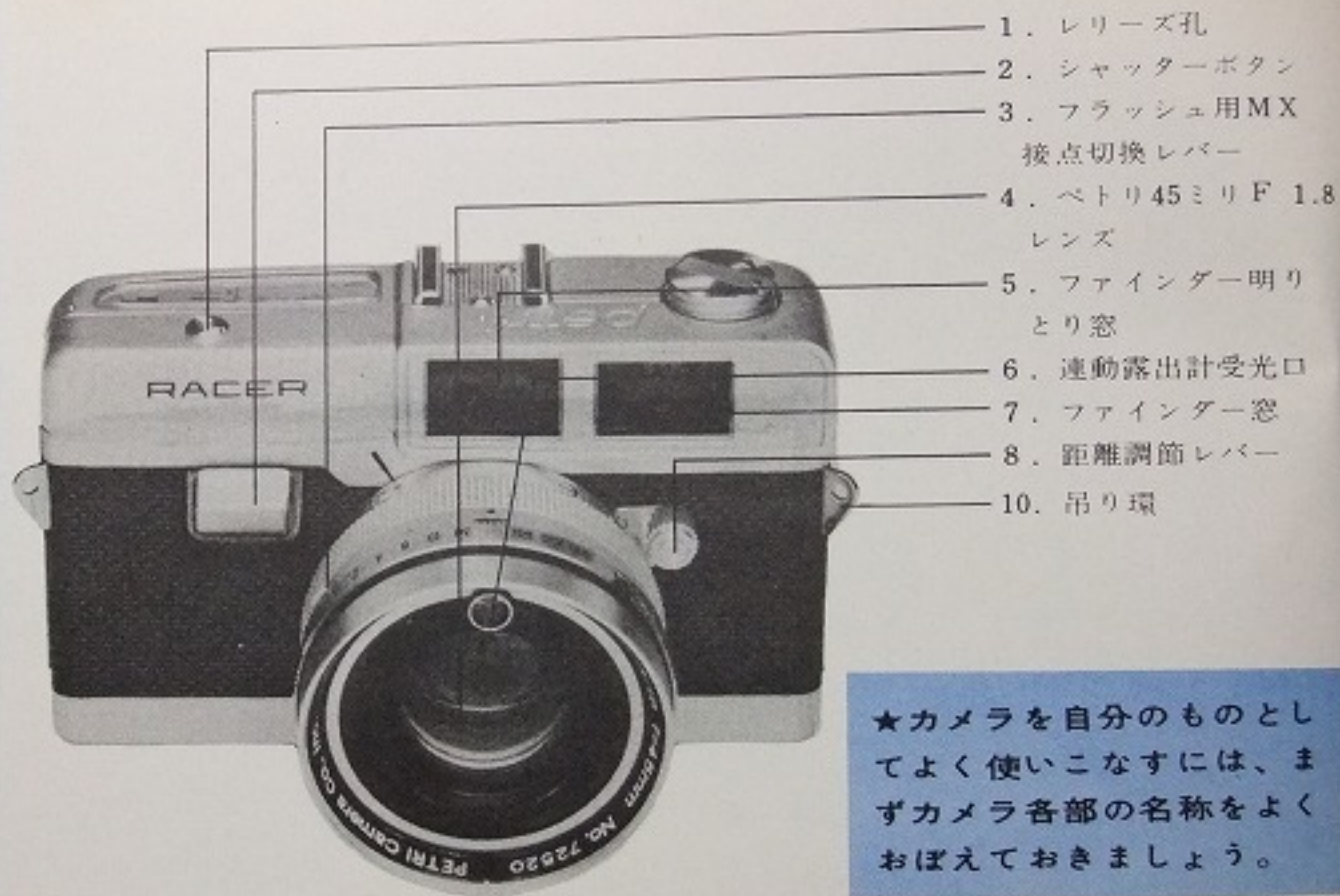 1. レリーズ孔
2. シャッターボタン
3. フラッシュ用MX
接点切換レバー
4. ペトリ45ミリF 1.8
レンズ
5. ファインダー明り
とり窓
6. 連動露出計受光口
7. ファインダー窓
8. 距離調節レバー
10. 吊り環
RACER
PETRI Camera Co.,
No. 72520
★カメラを自分のものとし
てよく使いこなすには、ま
ずカメラ各部の名称をよく
おぼえておきましょう。